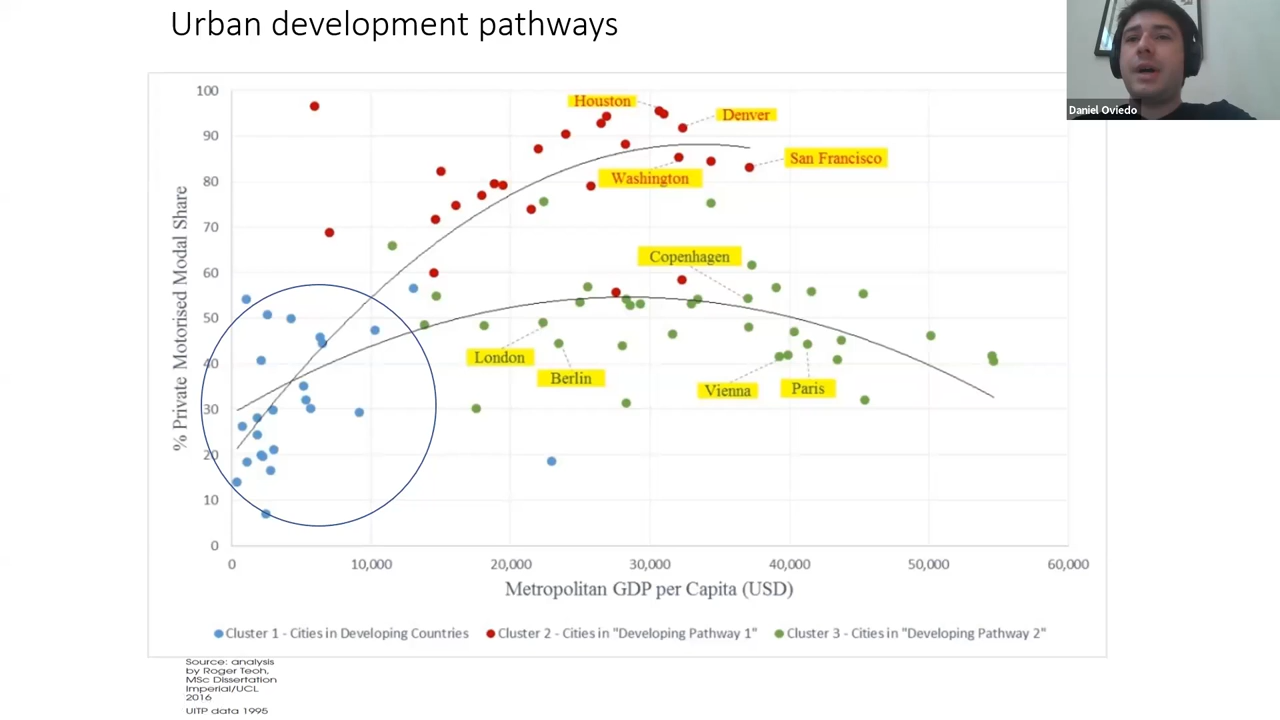 Urban development pathways
Daniel Oviedo
% Private Motorised Modal Share
100
90
80
70
60
50
40
30
20
10
0
Houston
Denver
San Francisco
Washington
Copenhagen
London
Berlin
Vienna
Paris
0
10,000
20,000
30,000
40,000
50,000
60,000
Metropolitan GDP per Capita (USD)
Cluster 1 - Cities in Developing Countries
Cluster 2 - Cities in "Developing Pathway 1"
Cluster 3 - Cities in "Developing Pathway 2"
Source: analysis
by Roger Teoh,
MSc Dissertation
Imperial/UCL
2016
UITP data 1995